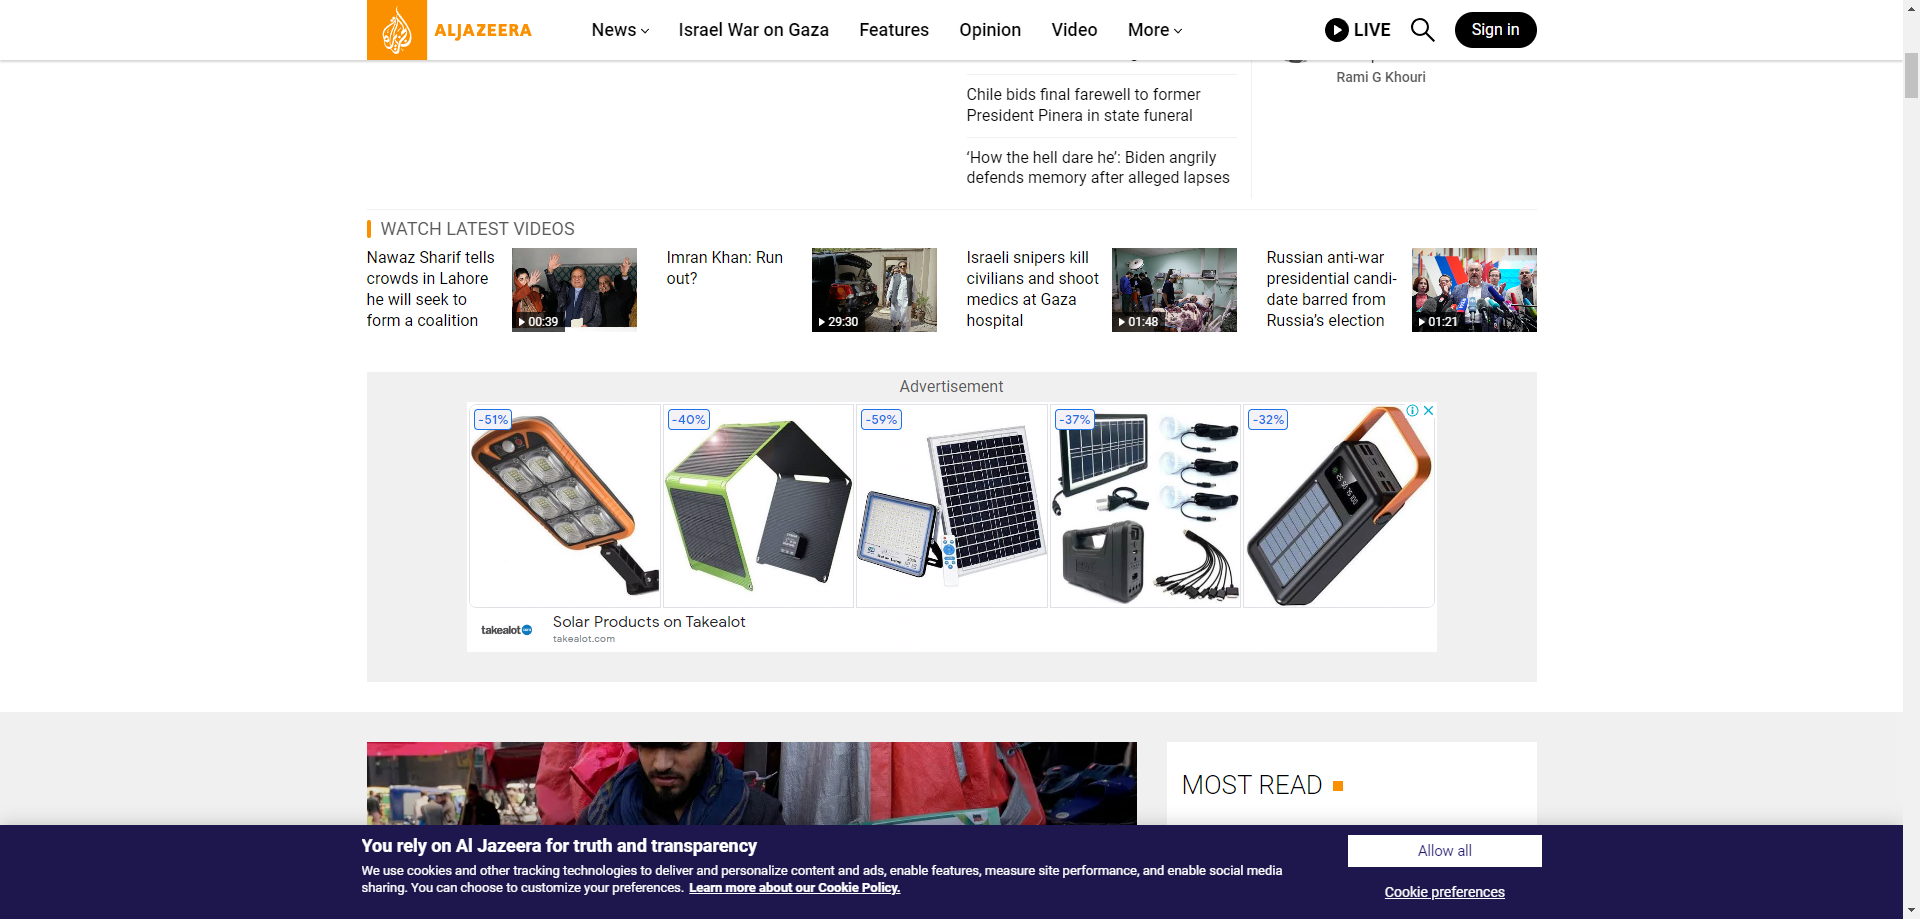 ALJAZEERA
News
Israel War on Gaza
Features
Opinion
Video
More
LIVE
Sign in
Rami G Khouri
Chile bids final farewell to former
President Pinera in state funeral
‘How the hell dare he’: Biden angrily
defends memory after alleged lapses
WATCH LATEST VIDEOS
Nawaz Sharif tells
crowds in Lahore
he will seek to
form a coalition
00:39
Imran Khan: Run
out?
29:30
Israeli snipers kill
civilians and shoot
medics at Gaza
hospital
01:48
Russian anti-war
presidential candi-
date barred from
Russia’s election
01:21
Advertisement
-51%
-40%
-59%
-37%
-32%
takealot
Solar Products on Takealot
takealot.com
MOST READ
You rely on Al Jazeera for truth and transparency
We use cookies and other tracking technologies to deliver and personalize content and ads, enable features, measure site performance, and enable social media
sharing. You can choose to customize your preferences. Learn more about our Cookie Policy.
Allow all
Cookie preferences